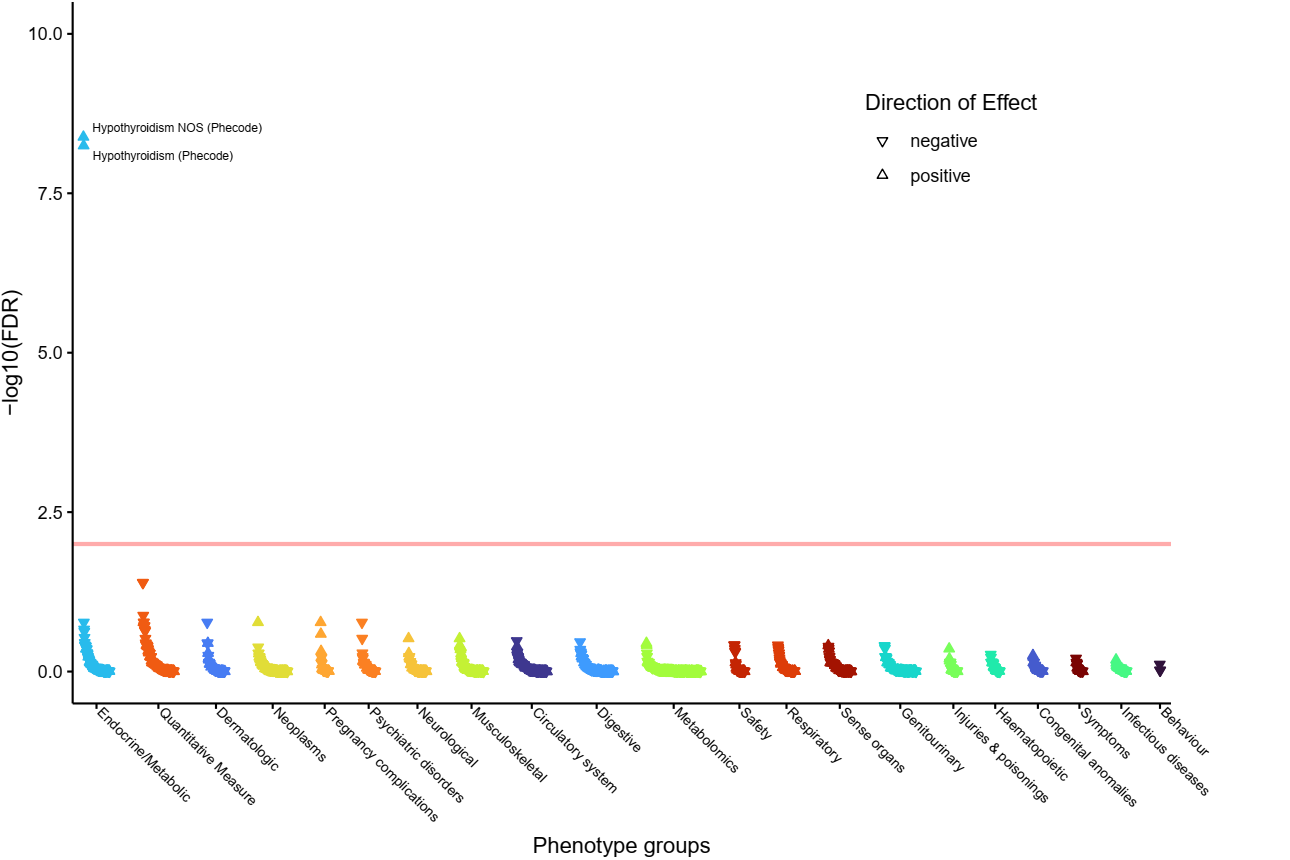 10.0
Direction of Effect
Hypothyroidism NOS (Phecode)
negative
Hypothyroidism (Phecode)
positive
7.5
−log10(FDR)
5.0
2.5
0.0
Endocrine/Metabolic
Quantitative Measure
Dermatologic
Neoplasms
Pregnancy complications
Psychiatric disorders
Neurological
Musculoskeletal
Circulatory system
Digestive
Metabolomics
Safety
Respiratory
Sense organs
Genitourinary
Injuries & poisonings
Haematopoietic
Congenital anomalies
Symptoms
Infectious diseases
Behaviour
Phenotype groups